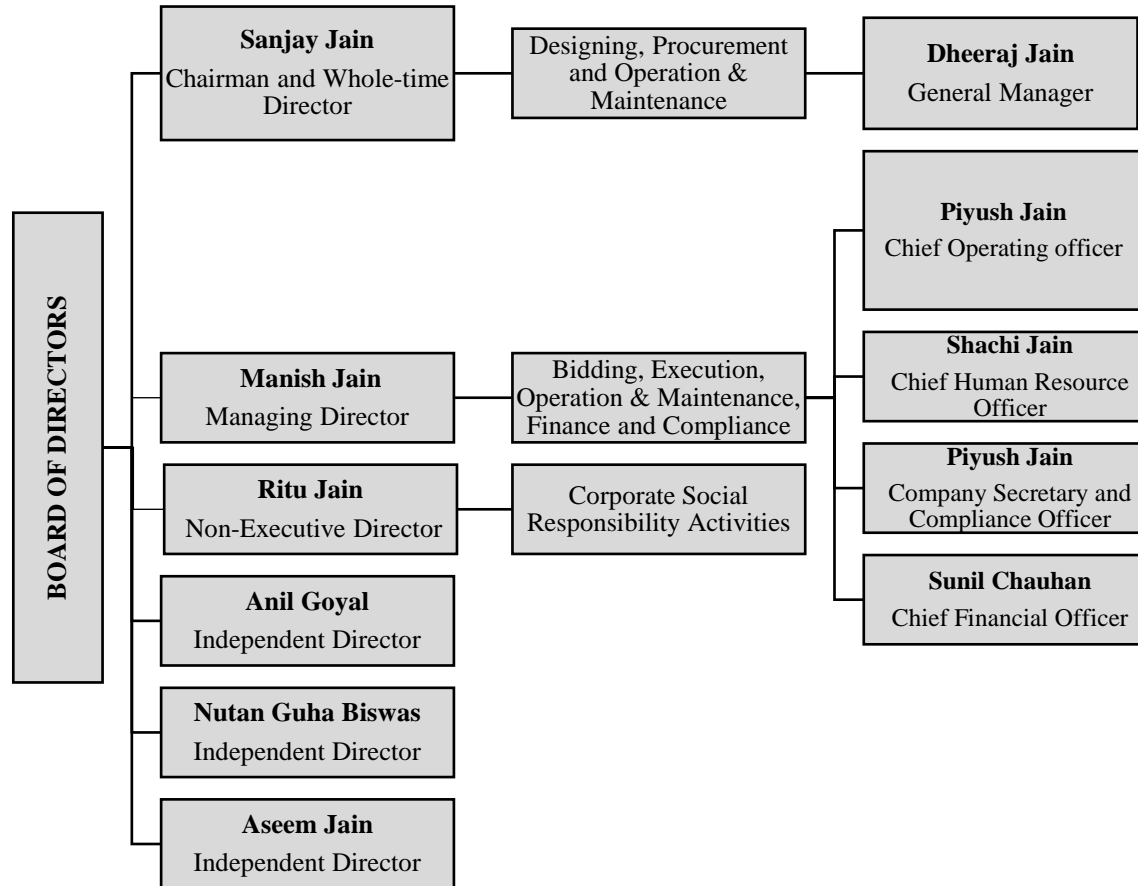 BOARD OF DIRECTORS
Sanjay Jain
Chairman and Whole-time
Director
Designing, Procurement
and Operation &
Maintenance
Dheeraj Jain
General Manager
Manish Jain
Managing Director
Bidding, Execution,
Operation & Maintenance,
Finance and Compliance
Piyush Jain
Chief Operating officer
Shachi Jain
Chief Human Resource
Officer
Piyush Jain
Company Secretary and
Compliance Officer
Sunil Chauhan
Chief Financial Officer
Ritu Jain
Non-Executive Director
Corporate Social
Responsibility Activities
Anil Goyal
Independent Director
Nutan Guha Biswas
Independent Director
Aseem Jain
Independent Director